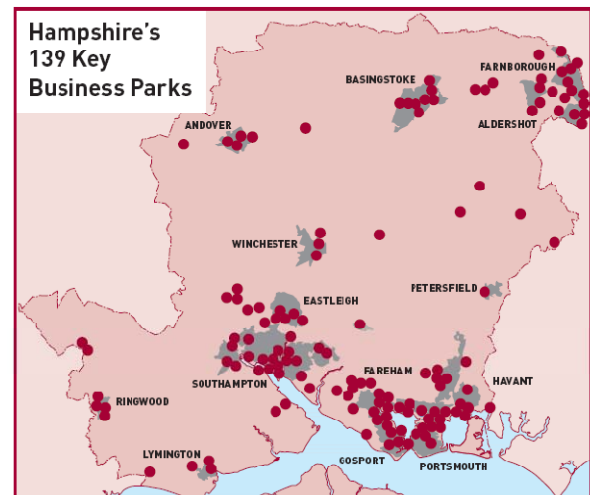 Hampshire's
139 Key
Business Parks
FARNBOROUGH
BASINGSTOKE
ANDOVER
ALDERSHOT
WINCHESTER
PETERSFIELD
EASTLEIGH
FAREHAM
HAVANT
SOUTHAMPTON
RINGWOOD
LYMINGTON
GOSPORT
PORTSMOUTH